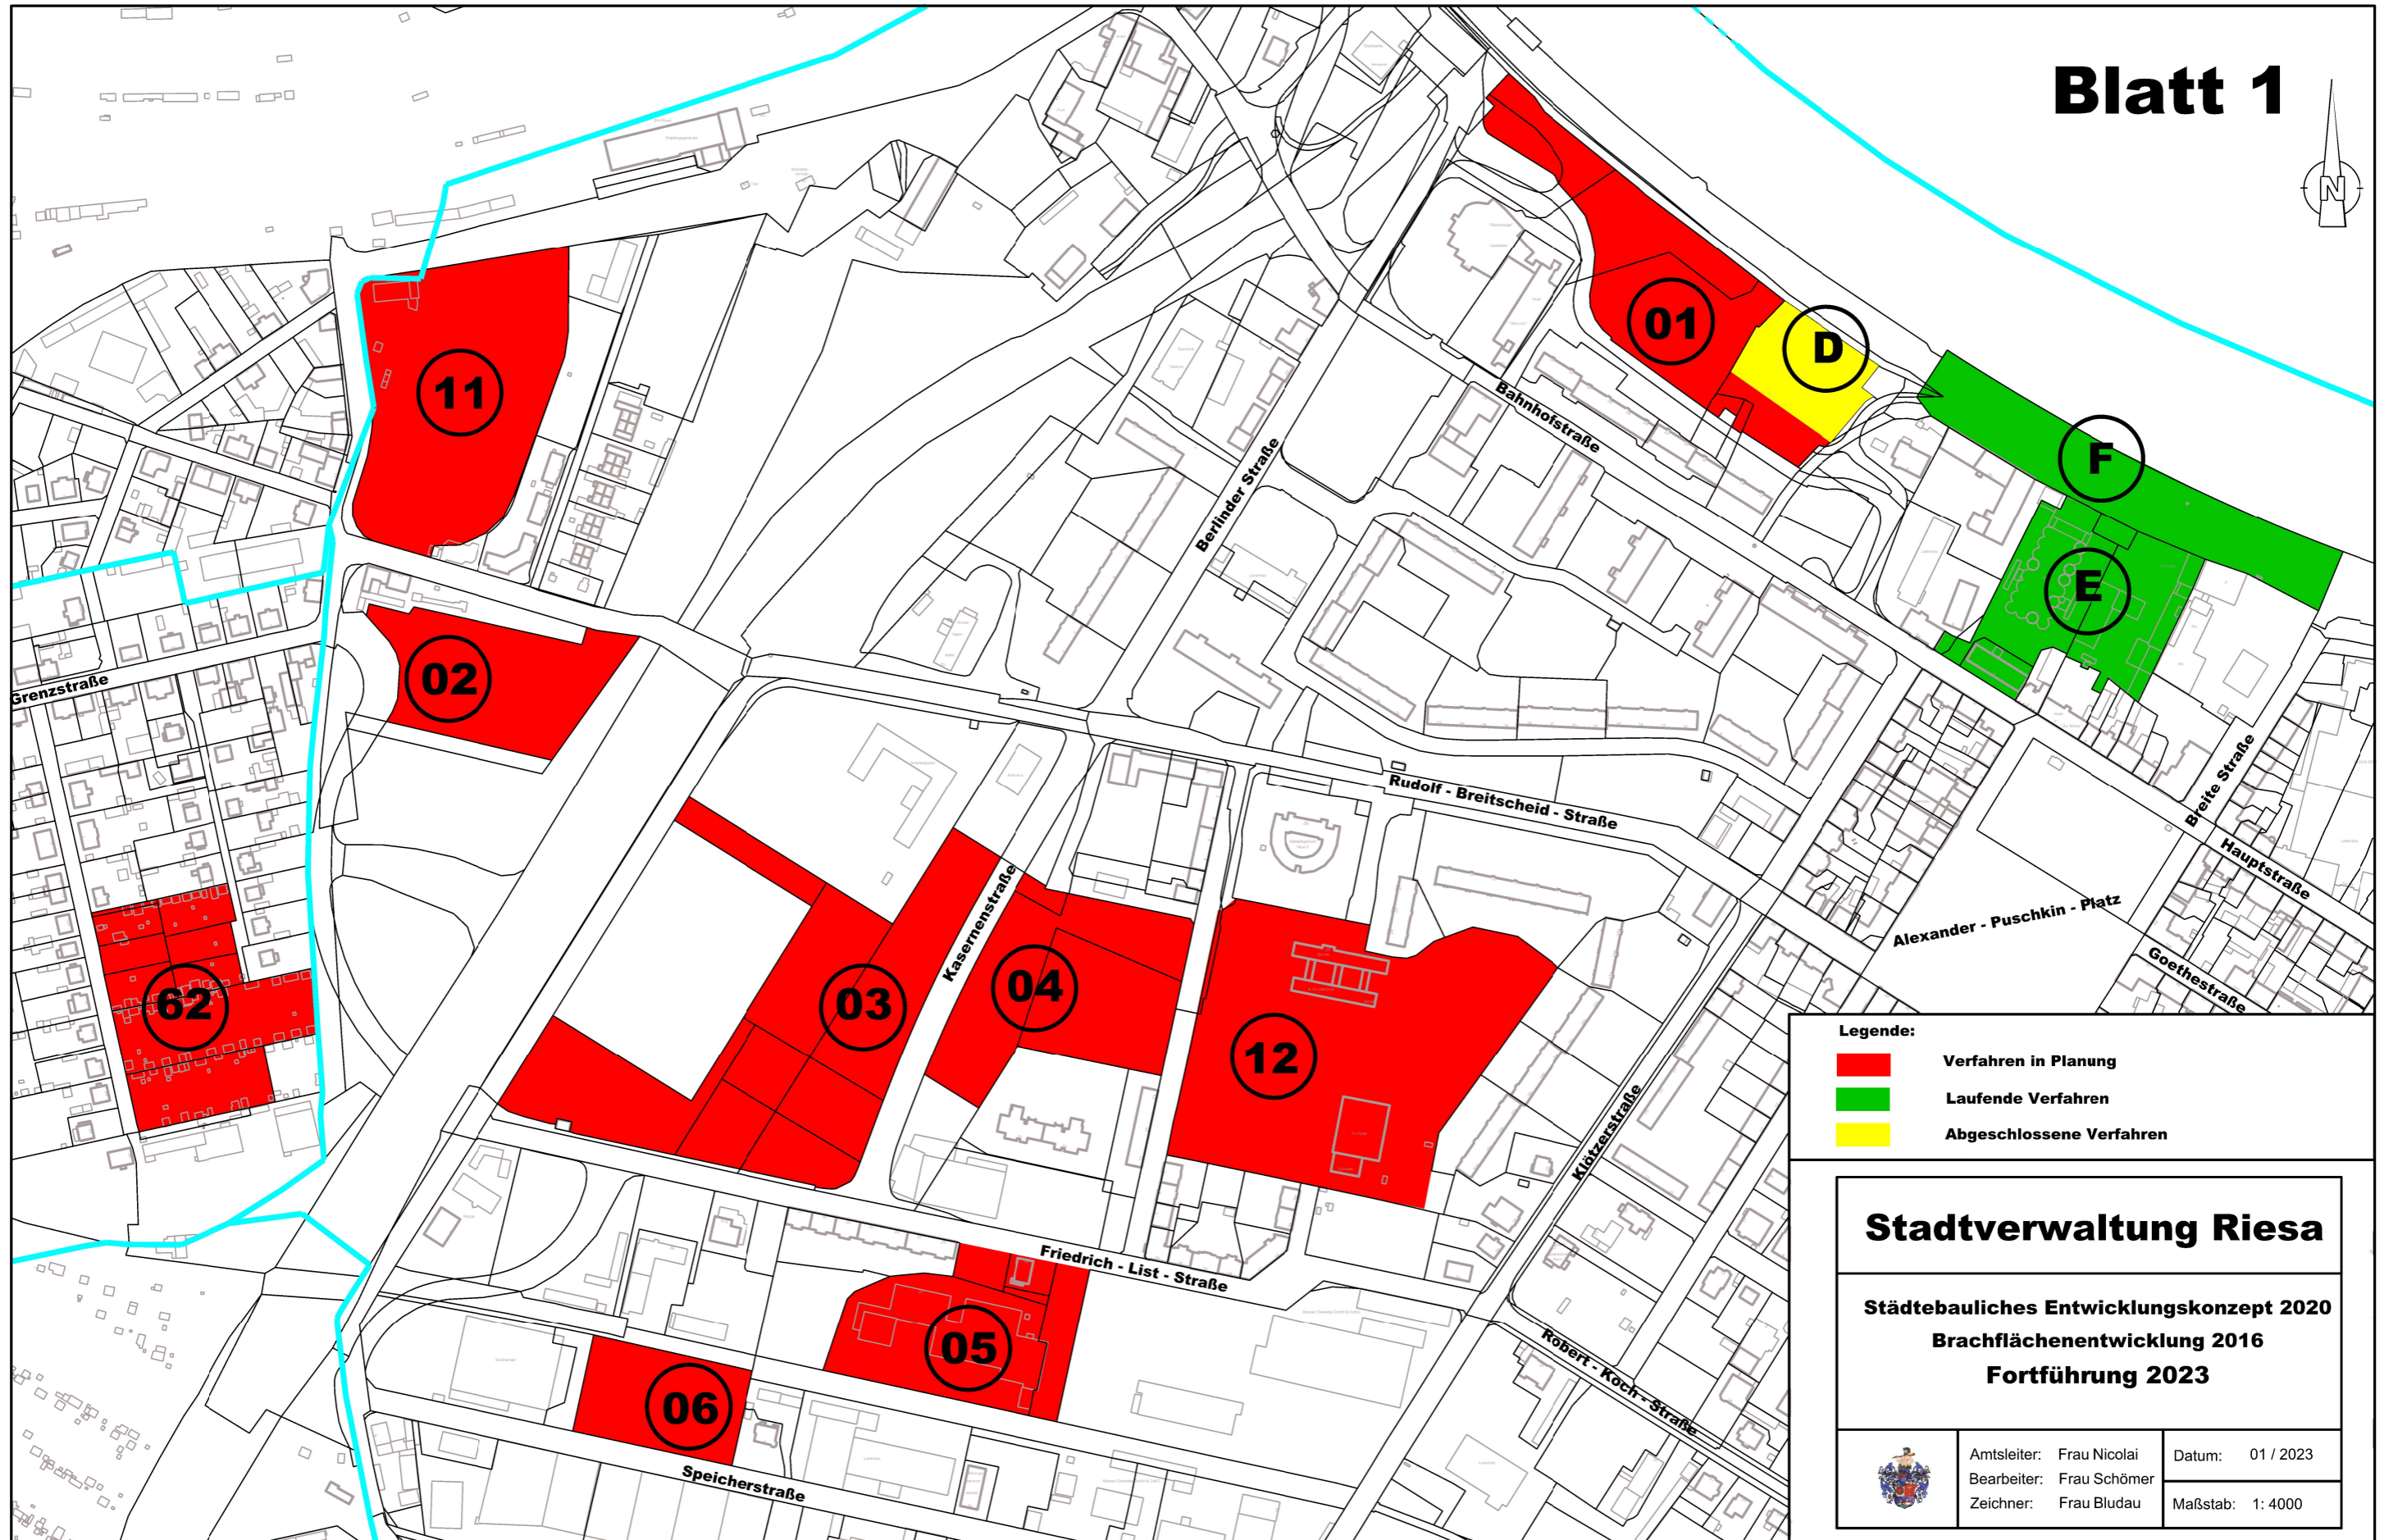 Blatt 1
N
01
D
11
F
Bahnhofstraße
Berlinder Straße
E
02
Grenzstraße
Rudolf - Breitscheid - Straße
Breite Straße
Hauptstraße
Kasernenstraße
Alexander - Puschkin - Platz
Goethestraße
62
03
04
12
Klötzerstraße
Friedrich - List - Straße
05
06
Robert - Koch - Straße
Speicherstraße
Legende:
Verfahren in Planung
Laufende Verfahren
Abgeschlossene Verfahren
Stadtverwaltung Riesa
Städtebauliches Entwicklungskonzept 2020
Brachflächenentwicklung 2016
Fortführung 2023
Amtsleiter: Frau Nicolai
Bearbeiter: Frau Schömer
Zeichner: Frau Bludau
Datum: 01 / 2023
Maßstab: 1: 4000